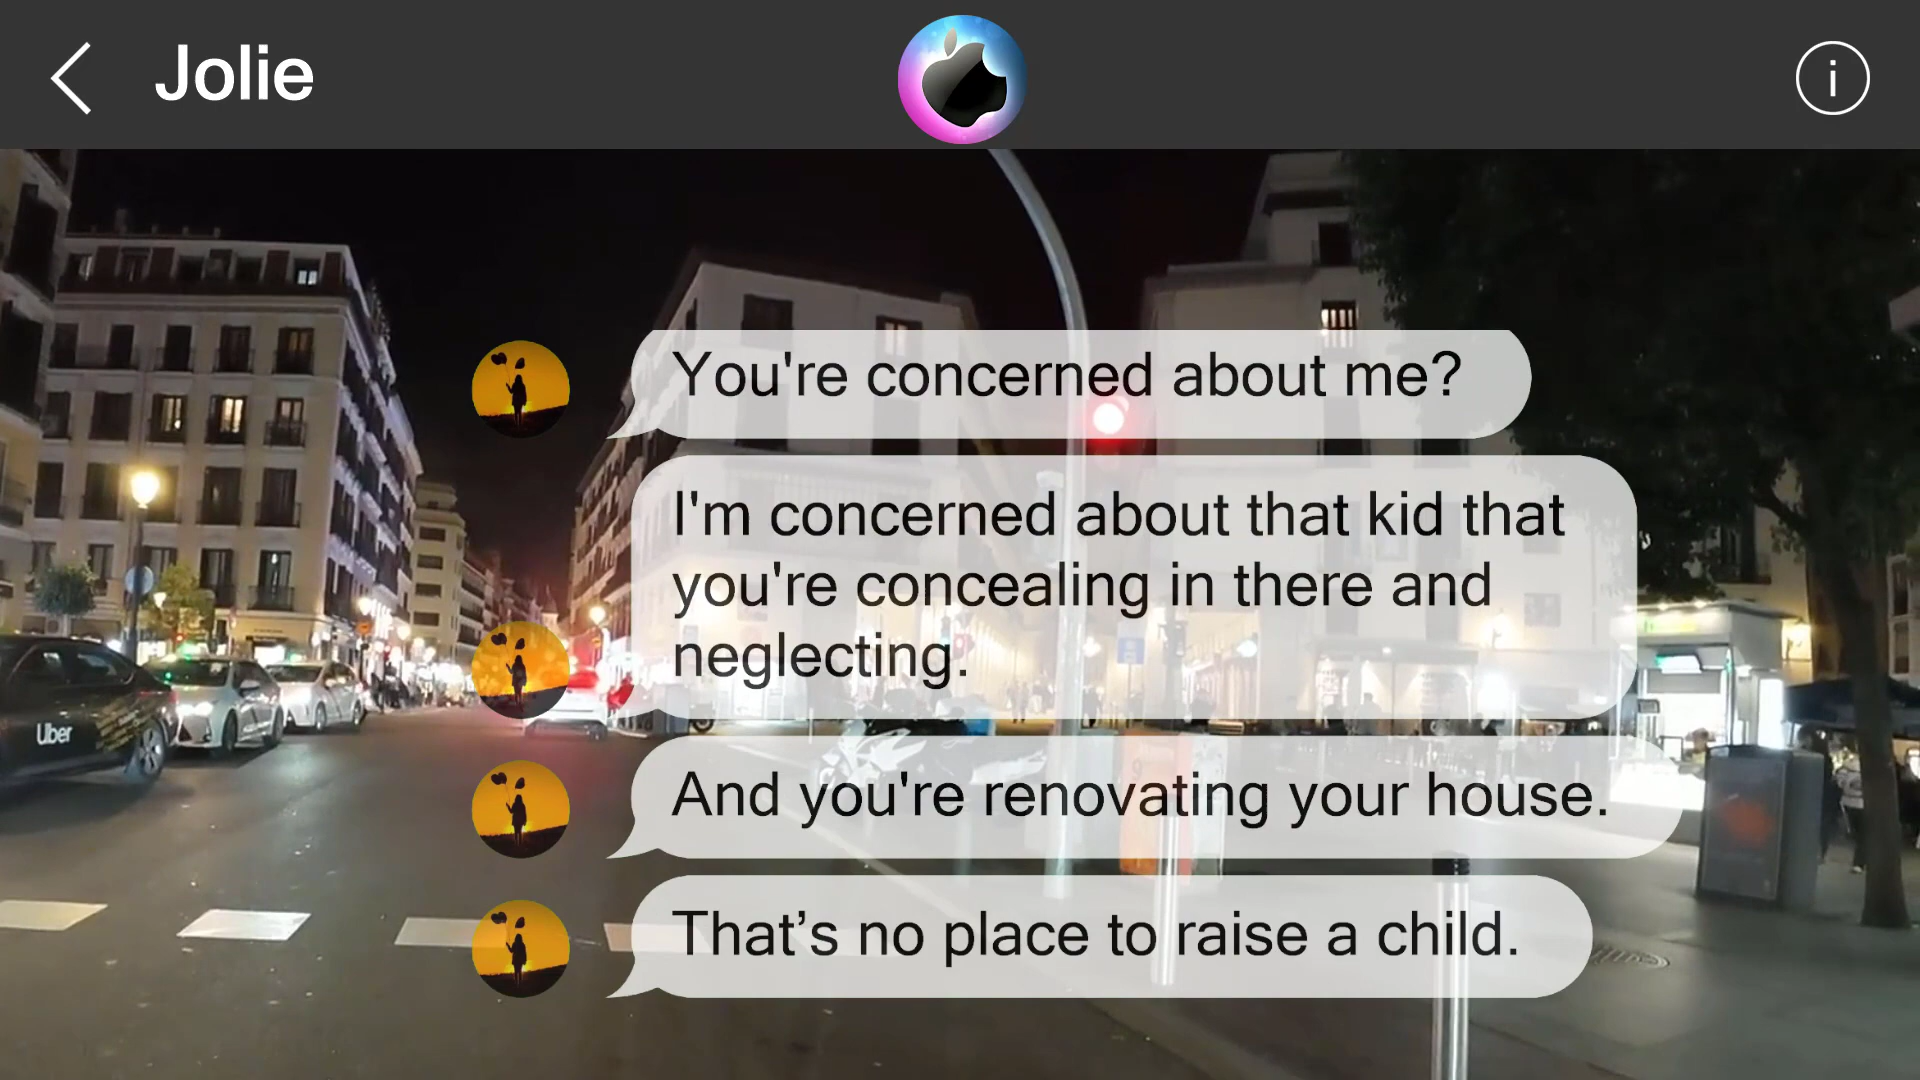 Jolie
i
You're concerned about me?
I'm concerned about that kid that
you're concealing in there and
neglecting.
And you're renovating your house.
That’s no place to raise a child.
Uber